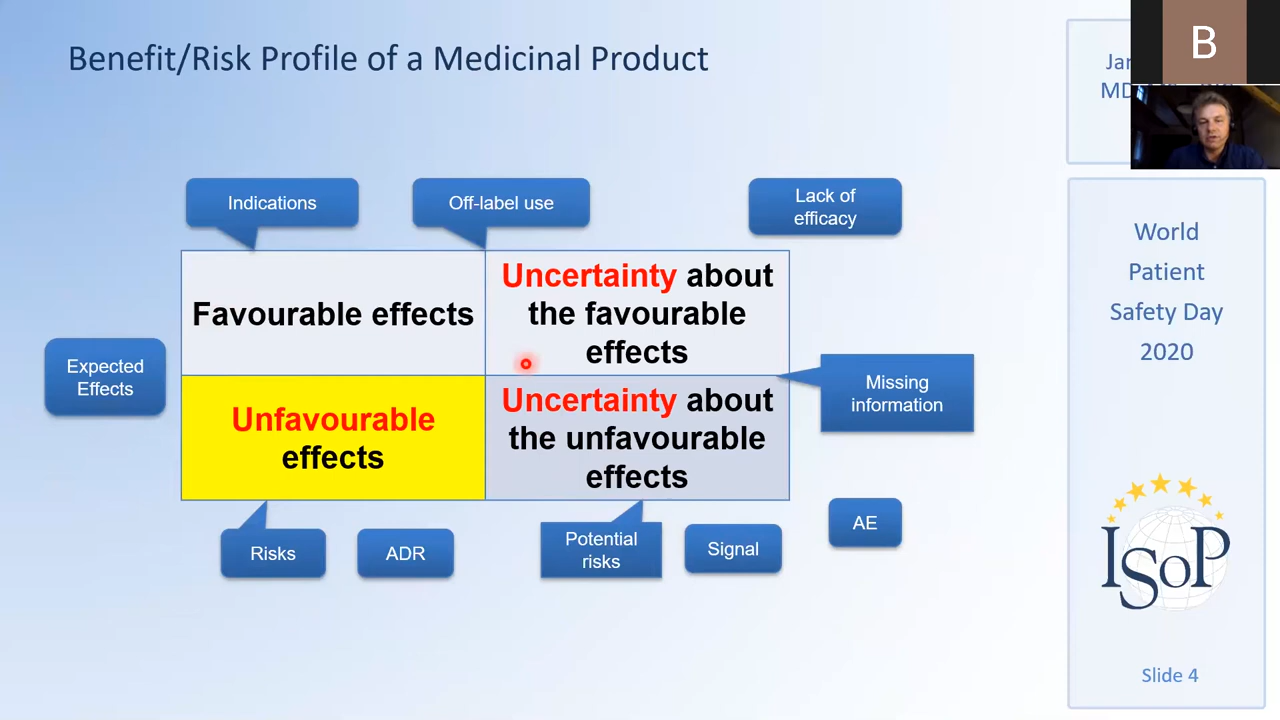 Benefit/Risk Profile of a Medicinal Product
B
Indications
Off-label use
Lack of
efficacy
Favourable effects
Uncertainty about
the favourable
effects
Expected
Effects
Unfavourable
effects
Uncertainty about
the unfavourable
effects
Missing
information
Risks
ADR
Potential
risks
Signal
AE
World
Patient
Safety Day
2020
ISoP
Slide 4